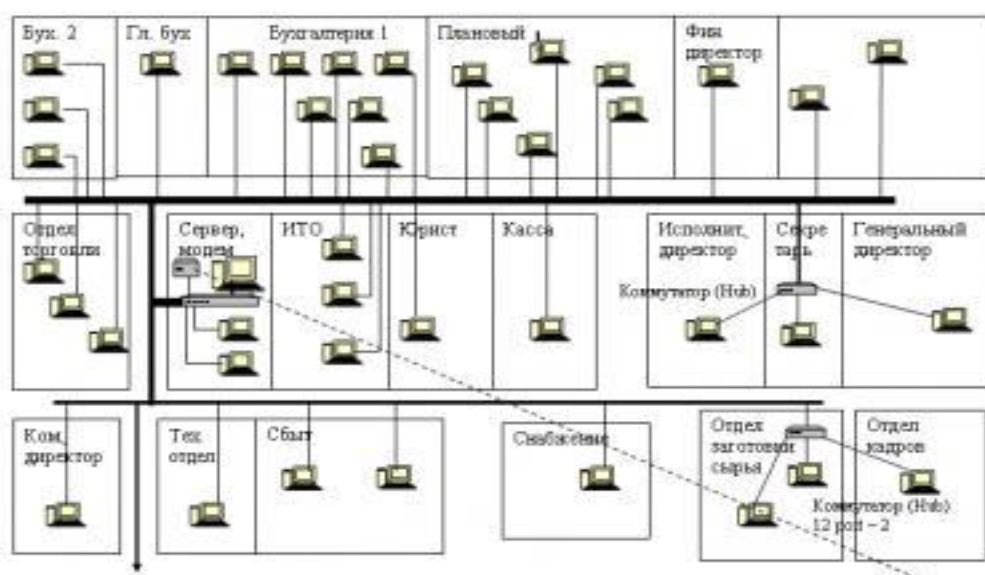 Бух. 2
Гл. бух
Бухгалтерия 1
Плановый
Фин
директор
Отдел
торговли
Сервер,
модем
ИТО
Юрист
Касса
Исполнит,
директор
Секре
тарь
Генеральный
директор
Коммутатор (Hub)
Ком,
директор
Тех
отдел
Сбыт
Снабжение
Отдел
заготовки
сырья
Отдел
кадров
Коммутатор (Hub)
12 port – 2